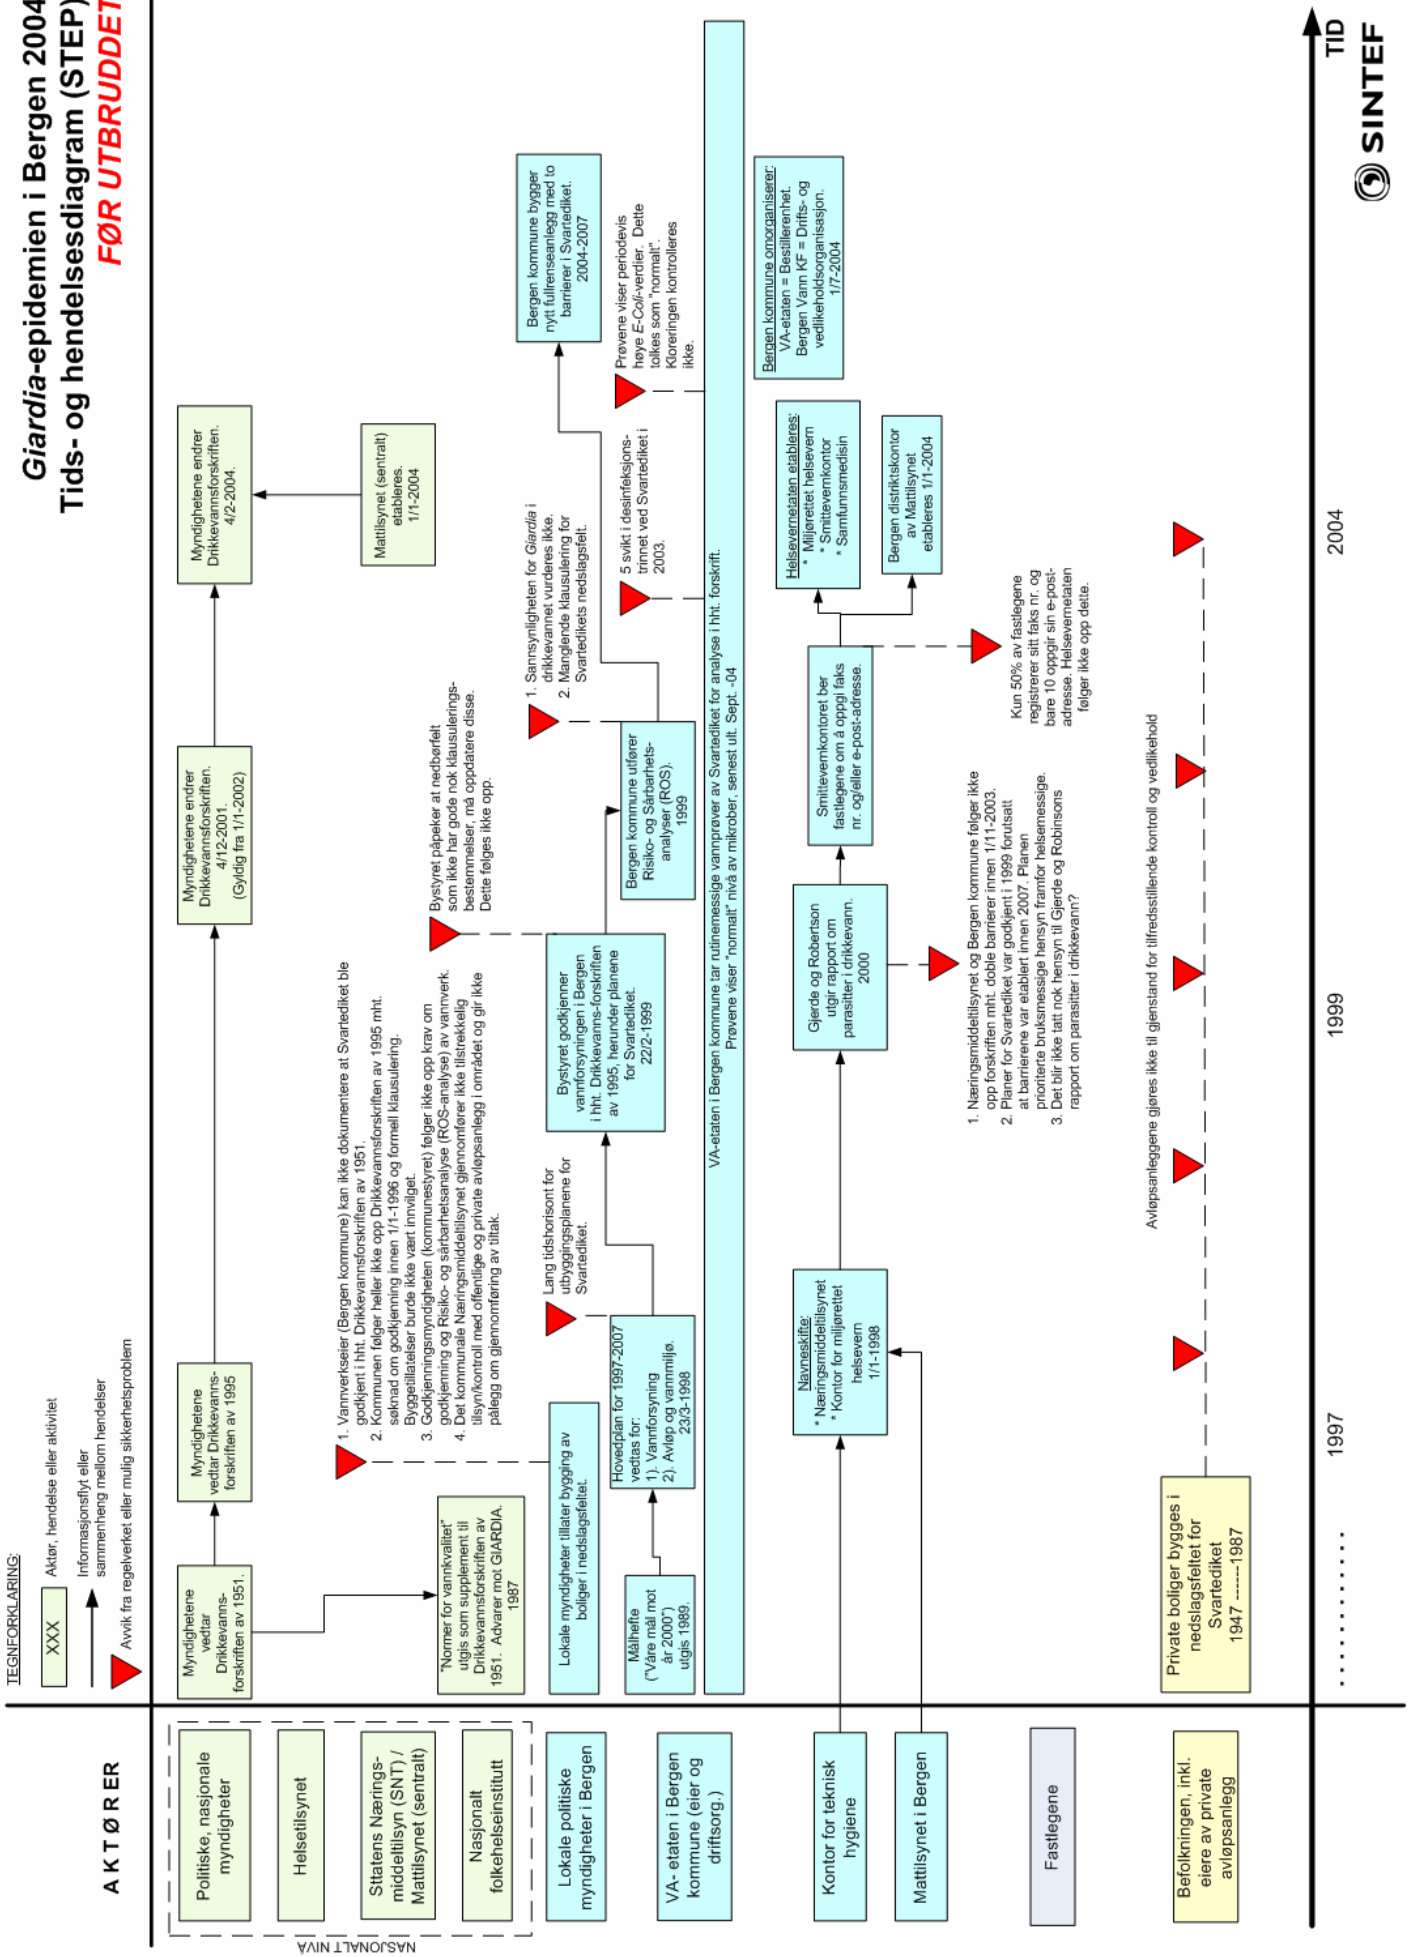 Giardia-epidemien i Bergen 2004
Tids- og hendelsesdiagram (STEP)
FØR UTBRUDDET
TEGNFORKLARING:
XXX
Aktør, hendelse eller aktivitet
Informasjonsflyt eller
sammenheng mellom hendelser
Avvik fra regelverket eller mulig sikkerhetsproblem
AKTØRER
NASJONALT NIVÅ
Politiske, nasjonale
myndigheter
Helsetilsynet
Sttatens Nærings-
middeltilsyn (SNT) /
Mattilsynet (sentralt)
Nasjonalt
folkehelseinstitutt
Lokale politiske
myndigheter i Bergen
VA- etaten i Bergen
kommune (eier og
driftsorg.)
Kontor for teknisk
hygiene
Mattilsynet i Bergen
Fastlegene
Befolkningen, inkl.
eiere av private
avløpsanlegg
Myndighetene
vedtar
Drikkevanns-
forskriften av 1951.
Myndighetene
vedtar Drikkevanns-
forskriften av 1995
Myndighetene endrer
Drikkevannsforskriften.
4/12-2001.
(Gyldig fra 1/1-2002)
Myndighetene endrer
Drikkevannsforskriften.
4/2-2004.
Mattilsynet (sentralt)
etableres.
1/1-2004
"Normer for vannkvalitet"
utgis som supplement til
Drikkevannsforskriften av
1951. Advarer mot GIARDIA.
1987
1. Vannverkseier (Bergen kommune) kan ikke dokumentere at Svartediket ble
godkjent i hht. Drikkevannsforskriften av 1951.
2. Kommunen følger heller ikke opp Drikkevannsforskriften av 1995 mht.
søknad om godkjenning innen 1/1-1996 og formell klausulering.
Byggetillatelser burde ikke vært innvilget.
3. Godkjenningsmyndigheten (kommunestyret) følger ikke opp krav om
godkjenning og Risiko- og sårbarhetsanalyse (ROS-analyse) av vannverk.
4. Det kommunale Næringsmiddeltilsynet gjennomfører ikke tilstrekkelig
tilsyn/kontroll med offentlige og private avløpsanlegg i området og gir ikke
pålegg om gjennomføring av tiltak.
Bystyret påpeker at nedbørfelt
som ikke har gode nok klausulerings-
bestemmelser, må oppdatere disse.
Dette følges ikke opp.
Lokale myndigheter tillater bygging av
boliger i nedslagsfeltet.
Lang tidshorisont for
utbyggingsplanene for
Svartediket.
Bystyret godkjenner
vannforsyningen i Bergen
i hht. Drikkevanns-forskriften
av 1995, herunder planene
for Svartediket.
22/2-1999
1. Sannsynligheten for Giardia i
drikkevannet vurderes ikke.
2. Manglende klausulering for
Svartedikets nedslagsfelt.
Bergen kommune bygger
nytt fullrenseanlegg med to
barrierer i Svartediket.
2004-2007
Målhefte
("Våre mål mot
år 2000")
utgis 1989.
Hovedplan for 1997-2007
vedtas for:
1). Vannforsyning
2). Avløp og vannmiljø.
23/3-1998
Bergen kommune utfører
Risiko- og Sårbarhets-
analyser (ROS).
1999
5 svikt i desinfeksjons-
trinnet ved Svartediket i
2003.
Prøvene viser periodevis
høye E-Coli-verdier. Dette
tolkes som "normalt".
Kloreringen kontrolleres
ikke.
VA-etaten i Bergen kommune tar rutinemessige vannprøver av Svartediket for analyse i hht. forskrift.
Prøvene viser "normalt" nivå av mikrober, senest ult. Sept. -04
Bergen kommune omorganiserer:
VA-etaten = Bestillerenhet.
Bergen Vann KF = Drifts- og
vedlikeholdsorganisasjon.
1/7-2004
Navneskifte:
* Næringsmiddeltilsynet
* Kontor for miljørettet
helsevern
1/1-1998
Gjerde og Robertson
utgir rapport om
parasitter i drikkevann.
2000
Smittevernkontoret ber
fastlegene om å oppgi faks
nr. og/eller e-post-adresse.
Helsevernetaten etableres:
* Miljørettet helsevern
* Smittevernkontor
* Samfunnsmedisin
Bergen distriktskontor
av Mattilsynet
etableres 1/1-2004
1. Næringsmiddeltilsynet og Bergen kommune følger ikke
opp forskriften mht. doble barrierer innen 1/11-2003.
2. Planer for Svartediket var godkjent i 1999 forutsatt
at barrierene var etablert innen 2007. Planen
prioriterte bruksmessige hensyn framfor helsemessige.
3. Det blir ikke tatt nok hensyn til Gjerde og Robinsons
rapport om parasitter i drikkevann?
Kun 50% av fastlegene
registrerer sitt faks nr. og
bare 10 oppgir sin e-post-
adresse. Helsevernetaten
følger ikke opp dette.
Avløpsanleggene gjøres ikke til gjenstand for tilfredsstillende kontroll og vedlikehold
Private boliger bygges i
nedslagsfeltet for
Svartediket
1947 ------1987
..........
1997
1999
2004
TID
SINTEF